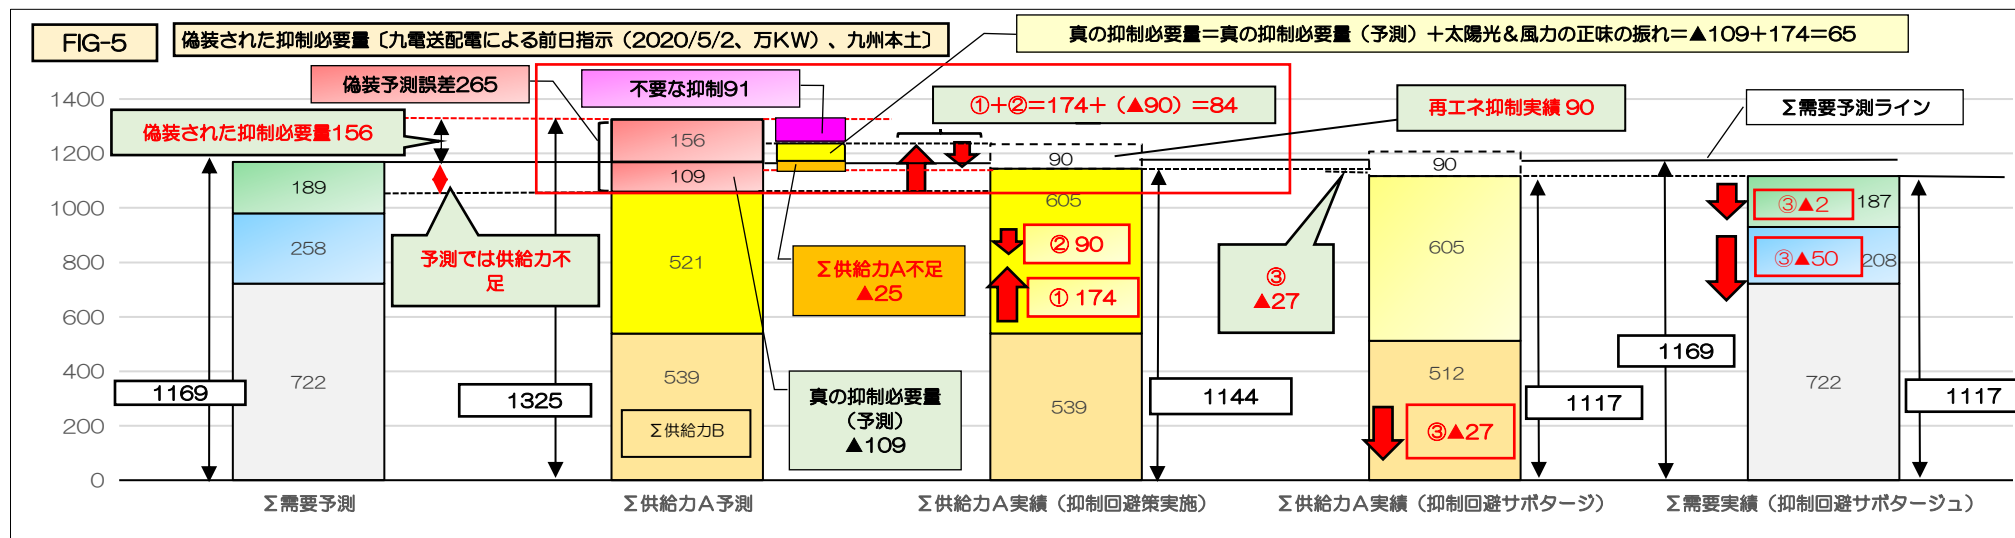 FIG-5
偽装された抑制必要量〔九電送配電による前日指示（2020/5/2、万KW）、九州本土〕
真の抑制必要量＝真の抑制必要量（予測）＋太陽光＆風力の正味の振れ＝▲109＋174＝65
偽装予測誤差265
不要な抑制91
①＋②＝174＋（▲90）＝84
再エネ抑制実績 90
Σ需要予測ライン
偽装された抑制必要量156
1400
1200
1000
800
600
400
200
0
189
258
722
1169
予測では供給力不
足
156
109
521
539
Σ供給力B
1325
Σ供給力A不足
▲25
真の抑制必要量
（予測）
▲109
90
605
② 90
① 174
539
1144
③
▲27
90
605
512
③▲27
1117
1169
③▲2
187
③▲50
208
722
1117
Σ需要予測
Σ供給力A予測
Σ供給力A実績（抑制回避策実施）
Σ供給力A実績（抑制回避サボタージ）
Σ需要実績（抑制回避サボタージュ）